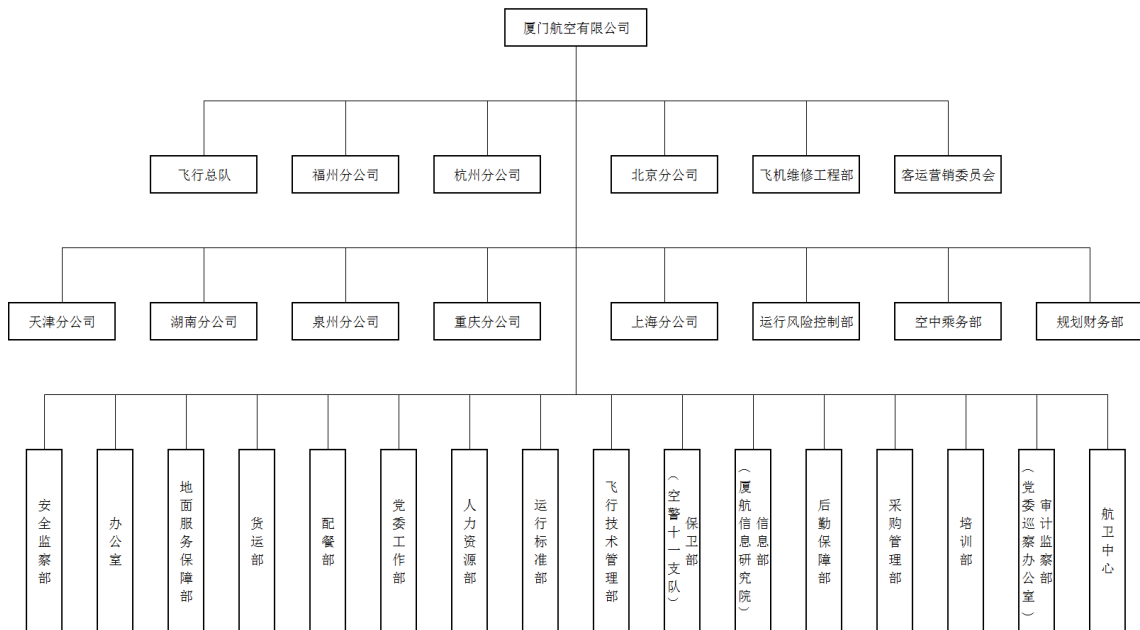 厦门航空有限公司
飞行总队
福州分公司
杭州分公司
北京分公司
飞机维修工程部
客运营销委员会
天津分公司
湖南分公司
泉州分公司
重庆分公司
上海分公司
运行风险控制部
空中乘务部
规划财务部
安全监察部
办公室
地面服务保障部
货运部
配餐部
党委工作部
人力资源部
运行标准部
飞行技术管理部
保卫部
（空警十一支队）
信息部
（厦航信息研究院）
后勤保障部
采购管理部
培训部
审计监察部
（党委巡察办公室）
航卫中心